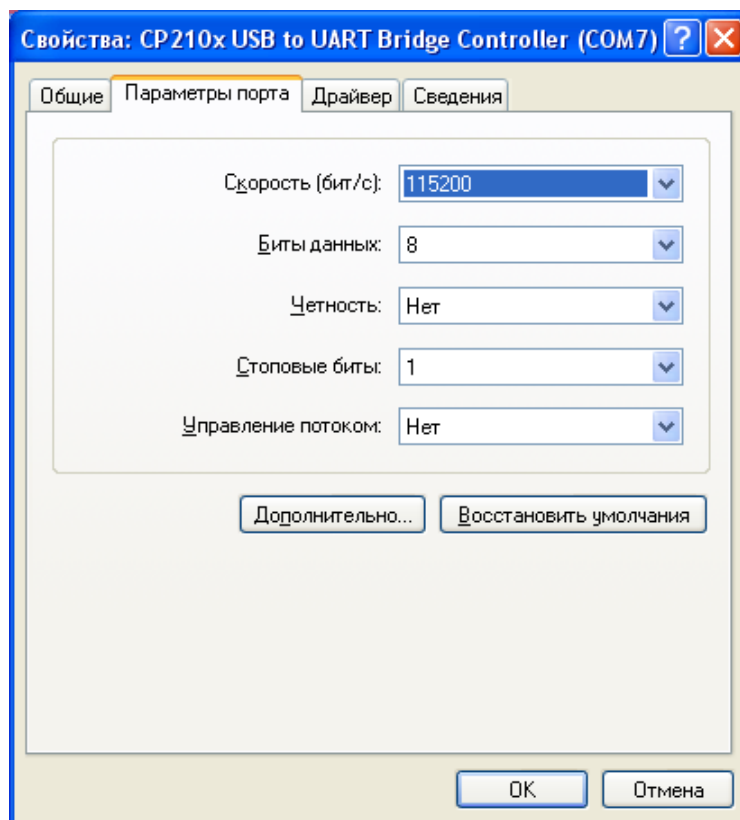 Свойства: CP210x USB to UART Bridge Controller (COM7)
Общие Параметры порта Драйвер Сведения
Скорость (бит/с): 115200
Биты данных: 8
Четность: Нет
Стоповые биты: 1
Управление потоком: Нет
Дополнительно... Восстановить умолчания
OK Отмена